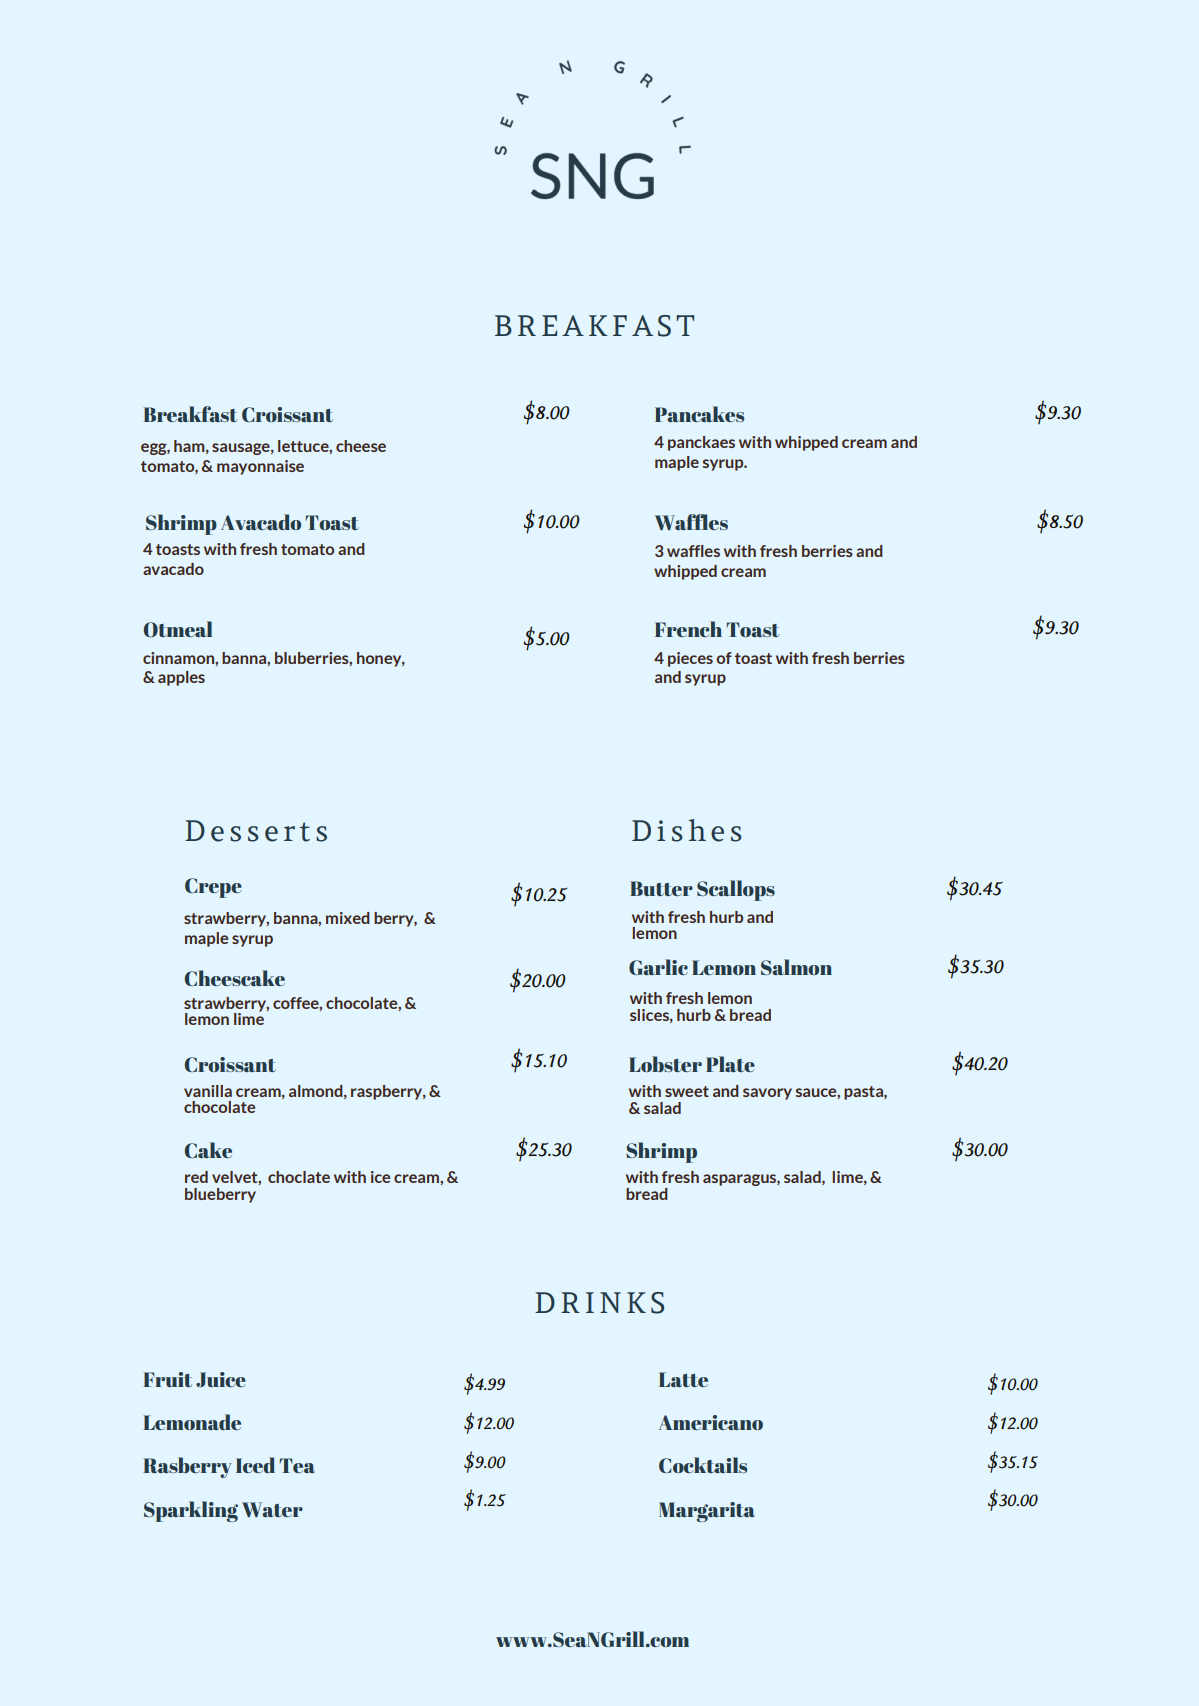 SEA N GRILL
SNG
BREAKFAST
Breakfast Croissant $8.00
egg, ham, sausage, lettuce, cheese
tomato, & mayonnaise
Shrimp Avacado Toast $10.00
4 toasts with fresh tomato and
avacado
Otmeal $5.00
cinnamon, banna, bluberries, honey,
& apples
Pancakes $9.30
4 panckaes with whipped cream and
maple syrup.
Waffles $8.50
3 waffles with fresh berries and
whipped cream
French Toast $9.30
4 pieces of toast with fresh berries
and syrup
Desserts
Crepe $10.25
strawberry, banna, mixed berry, &
maple syrup
Cheescake $20.00
strawberry, coffee, chocolate, &
lemon lime
Croissant $15.10
vanilla cream, almond, raspberry, &
chocolate
Cake $25.30
red velvet, choclate with ice cream, &
blueberry
Dishes
Butter Scallops $30.45
with fresh hurb and
lemon
Garlic Lemon Salmon $35.30
with fresh lemon
slices, hurb & bread
Lobster Plate $40.20
with sweet and savory sauce, pasta,
& salad
Shrimp $30.00
with fresh asparagus, salad, lime, &
bread
DRINKS
Fruit Juice $4.99
Lemonade $12.00
Rasberry Iced Tea $9.00
Sparkling Water $1.25
Latte $10.00
Americano $12.00
Cocktails $35.15
Margarita $30.00
www.SeaNGrill.com